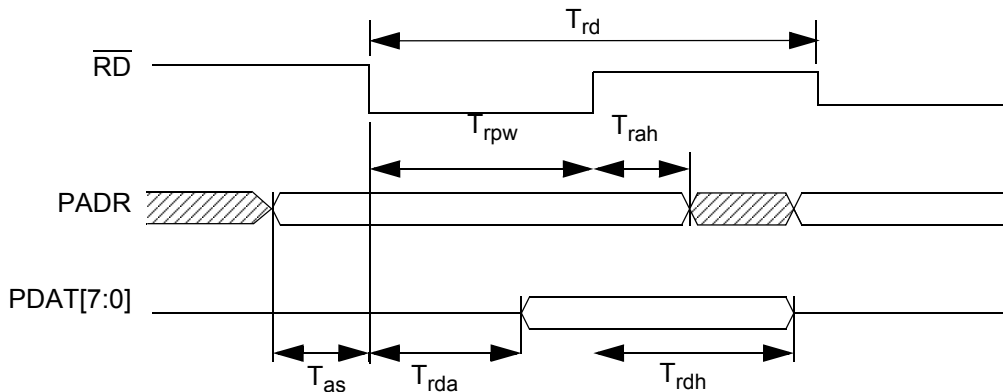 Trd
RD
Trpw
Trah
PADR
PDAT[7:0]
Tas
Trda
Trdh